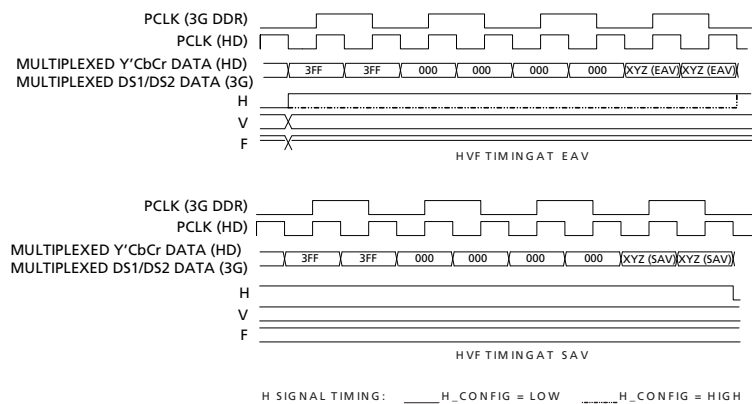 PCLK (3G DDR)
PCLK (HD)
MULTIPLEXED Y'CbCr DATA (HD)
MULTIPLEXED DS1/DS2 DATA (3G)
3FF 3FF 000 000 000 000 XYZ (EAV) XYZ (EAV)
H
V
F
HVF TIMING AT EAV
PCLK (3G DDR)
PCLK (HD)
MULTIPLEXED Y'CbCr DATA (HD)
MULTIPLEXED DS1/DS2 DATA (3G)
3FF 3FF 000 000 000 000 XYZ (SAV) XYZ (SAV)
H
V
F
HVF TIMING AT SAV
H SIGNAL TIMING: H_CONFIG = LOW H_CONFIG = HIGH